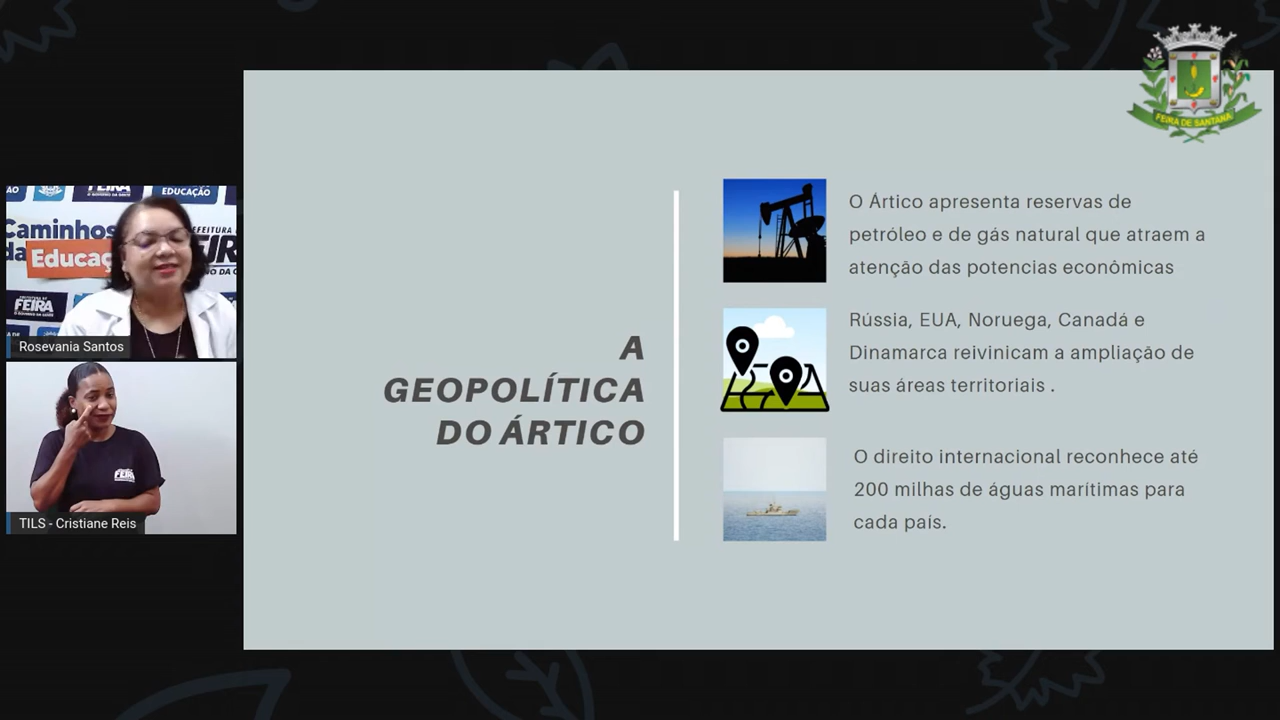 FEIRA DE SANTANA
EDUCAÇÃO
Caminhos
da
FEIRA
Rosevania Santos
FEIRA
TILS - Cristiane Reis
A
GEOPOLÍTICA
DO ÁRTICO
O Ártico apresenta reservas de
petróleo e de gás natural que atraem a
atenção das potencias econômicas
Rússia, EUA, Noruega, Canadá e
Dinamarca reivinicam a ampliação de
suas áreas territoriais .
O direito internacional reconhece até
200 milhas de águas marítimas para
cada país.